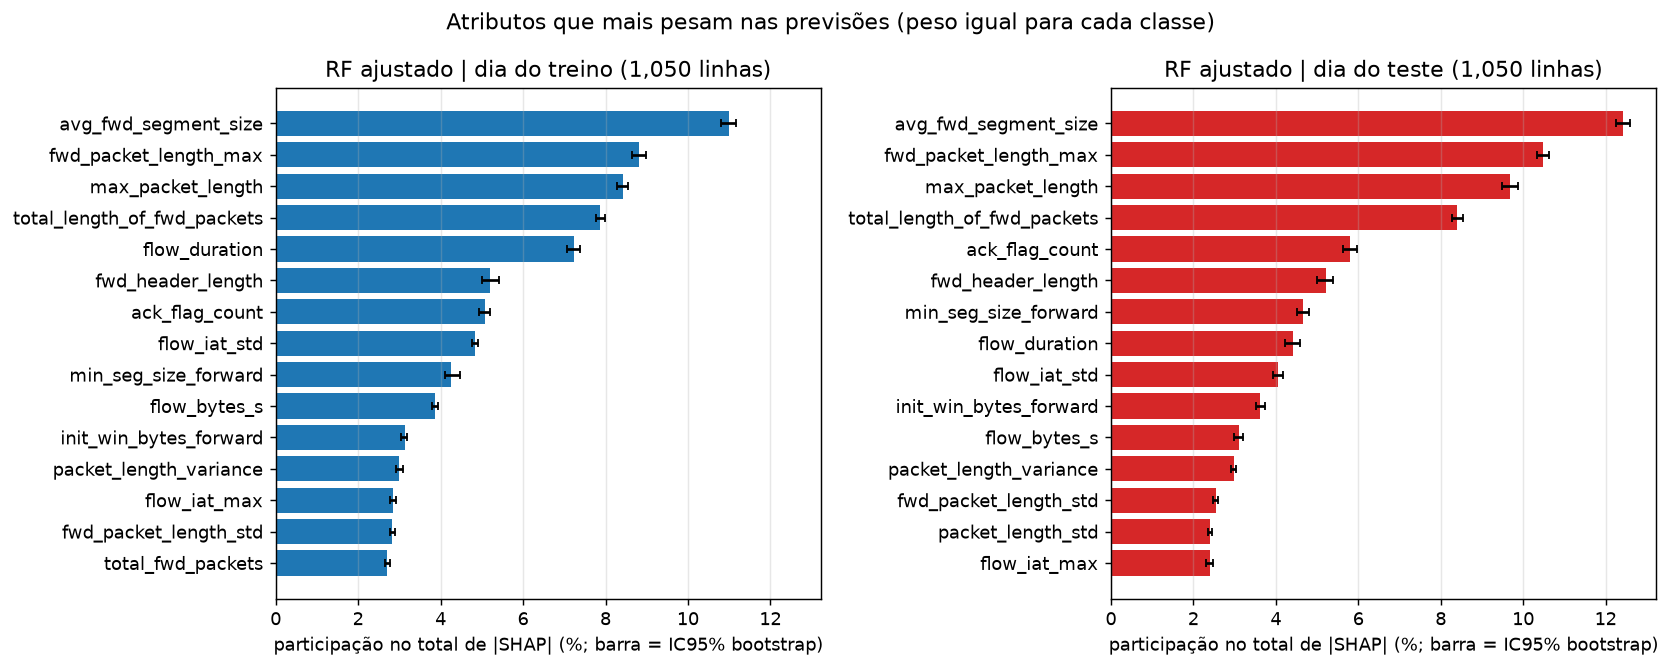 Atributos que mais pesam nas previsões (peso igual para cada classe)
RF ajustado | dia do treino (1,050 linhas)
avg_fwd_segment_size
fwd_packet_length_max
max_packet_length
total_length_of_fwd_packets
flow_duration
fwd_header_length
ack_flag_count
flow_iat_std
min_seg_size_forward
flow_bytes_s
init_win_bytes_forward
packet_length_variance
flow_iat_max
fwd_packet_length_std
total_fwd_packets
0 2 4 6 8 10 12
participação no total de |SHAP| (%; barra = IC95% bootstrap)
RF ajustado | dia do teste (1,050 linhas)
avg_fwd_segment_size
fwd_packet_length_max
max_packet_length
total_length_of_fwd_packets
ack_flag_count
fwd_header_length
min_seg_size_forward
flow_duration
flow_iat_std
init_win_bytes_forward
flow_bytes_s
packet_length_variance
fwd_packet_length_std
packet_length_std
flow_iat_max
0 2 4 6 8 10 12
participação no total de |SHAP| (%; barra = IC95% bootstrap)